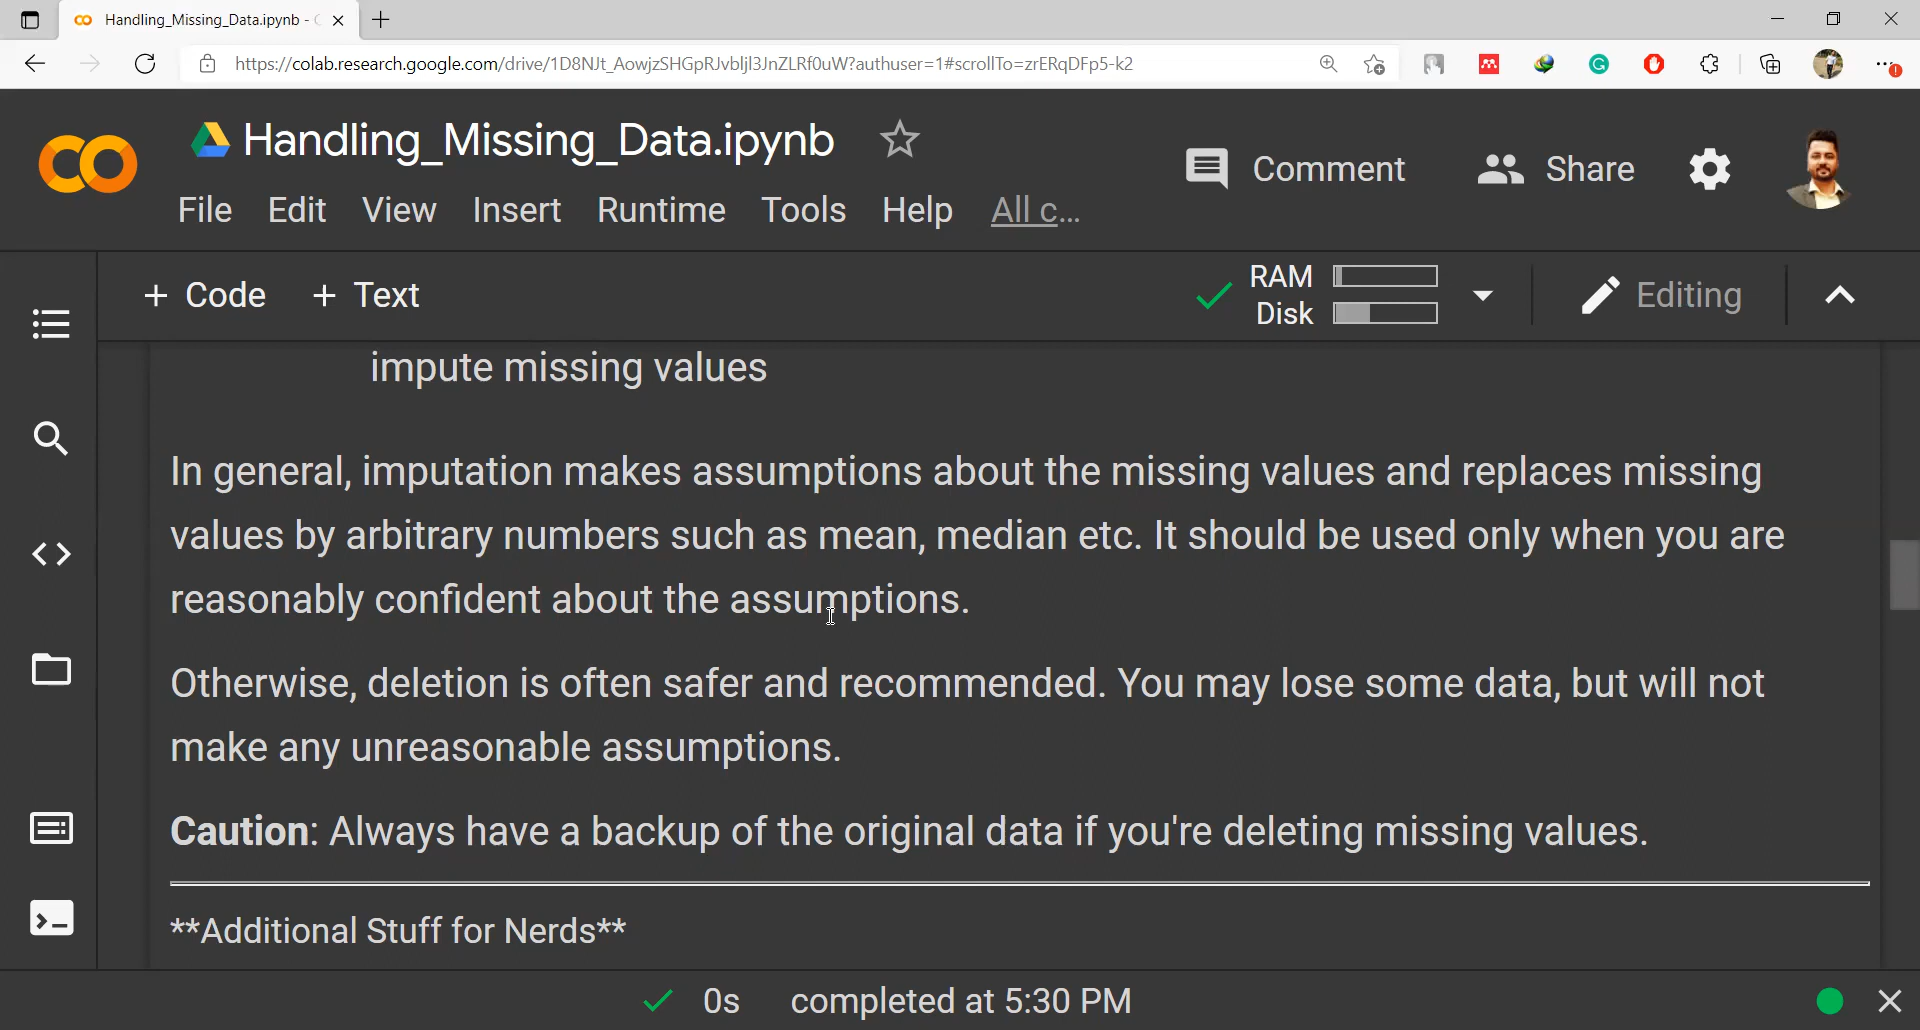 Handling_Missing_Data.ipynb - C
https://colab.research.google.com/drive/1D8NJt_AowjzSHGpRJvbljl3JnZLRf0uW?authuser=1#scrollTo=zrERqDFp5-k2
Handling_Missing_Data.ipynb
Comment
Share
File Edit View Insert Runtime Tools Help All c...
+ Code + Text
RAM
Disk
Editing
impute missing values
In general, imputation makes assumptions about the missing values and replaces missing
values by arbitrary numbers such as mean, median etc. It should be used only when you are
reasonably confident about the assumptions.
Otherwise, deletion is often safer and recommended. You may lose some data, but will not
make any unreasonable assumptions.
Caution: Always have a backup of the original data if you're deleting missing values.
**Additional Stuff for Nerds**
0s completed at 5:30 PM